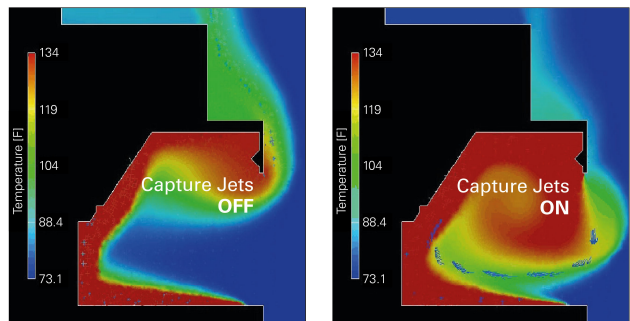 134
119
104
88.4
73.1
Temperature [F]
Capture Jets
OFF
134
119
104
88.4
73.1
Temperature [F]
Capture Jets
ON